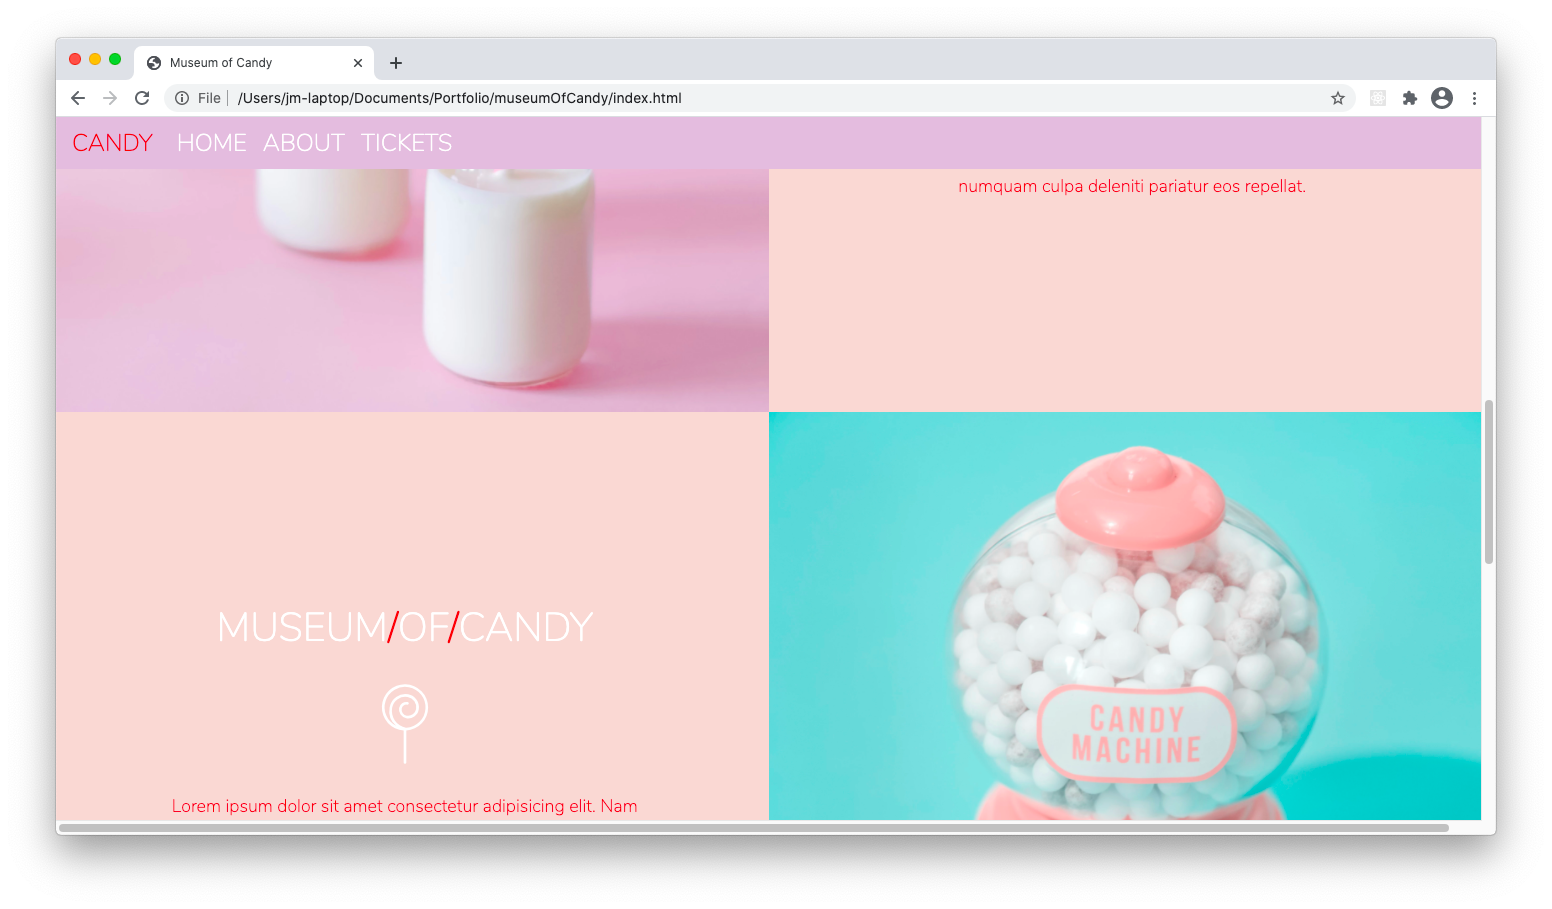 Museum of Candy
File
/Users/jm-laptop/Documents/Portfolio/museumOfCandy/index.html
CANDY HOME ABOUT TICKETS
numquam culpa deleniti pariatur eos repellat.
MUSEUM/OF/CANDY
Lorem ipsum dolor sit amet consectetur adipisicing elit. Nam
CANDY
MACHINE